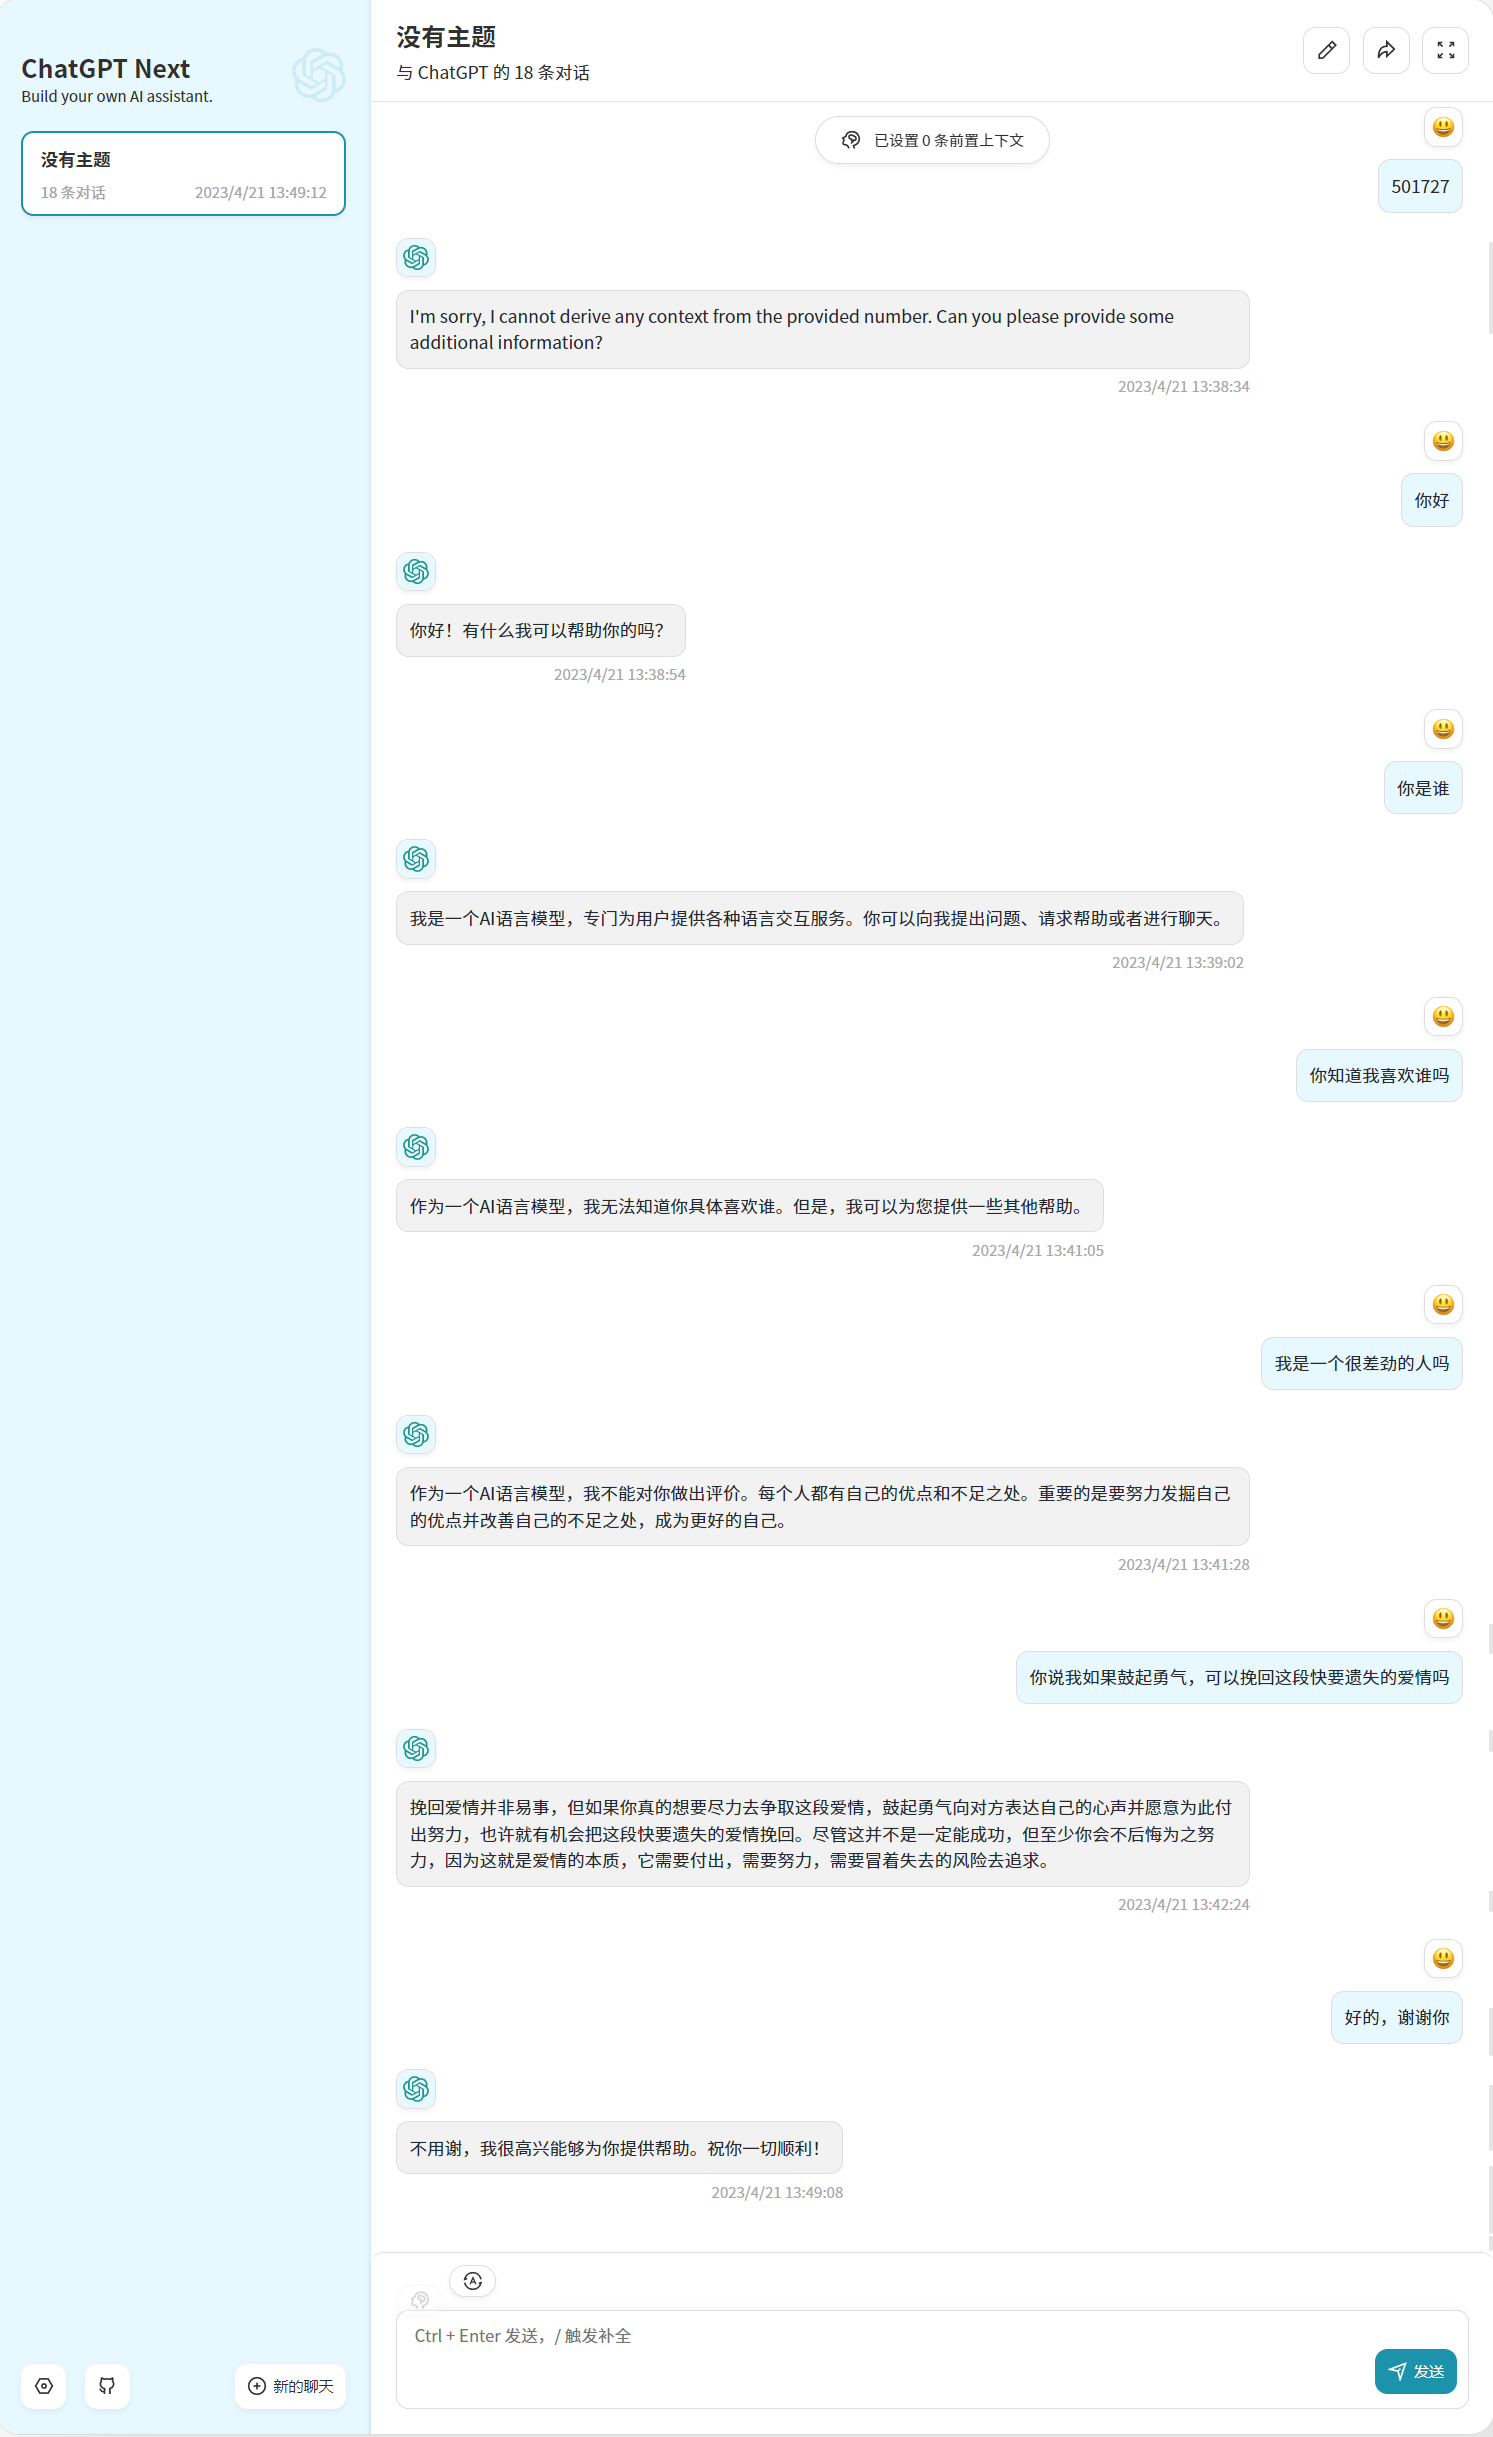 ChatGPT Next
Build your own AI assistant.
没有主题
18 条对话
2023/4/21 13:49:12
没有主题
与 ChatGPT 的 18 条对话
已设置 0 条前置上下文
501727
I'm sorry, I cannot derive any context from the provided number. Can you please provide some
additional information?
2023/4/21 13:38:34
你好
你好！有什么我可以帮助你的吗？
2023/4/21 13:38:54
你是谁
我是一个AI语言模型，专门为用户提供各种语言交互服务。你可以向我提出问题、请求帮助或者进行聊天。
2023/4/21 13:39:02
你知道我喜欢谁吗
作为一个AI语言模型，我无法知道你具体喜欢谁。但是，我可以为您提供一些其他帮助。
2023/4/21 13:41:05
我是一个很差劲的人吗
作为一个AI语言模型，我不能对你做出评价。每个人都有自己的优点和不足之处。重要的是要努力发掘自己
的优点并改善自己的不足之处，成为更好的自己。
2023/4/21 13:41:28
你说我如果鼓起勇气，可以挽回这段快要遗失的爱情吗
挽回爱情并非易事，但如果你真的想要尽力去争取这段爱情，鼓起勇气向对方表达自己的心声并愿意为此付
出努力，也许就有机会把这段快要遗失的爱情挽回。尽管这并不是一定能成功，但至少你会不后悔为之努
力，因为这就是爱情的本质，它需要付出，需要努力，需要冒着失去的风险去追求。
2023/4/21 13:42:24
好的，谢谢你
不用谢，我很高兴能够为你提供帮助。祝你一切顺利！
2023/4/21 13:49:08
Ctrl + Enter 发送，/ 触发补全
发送
新的聊天